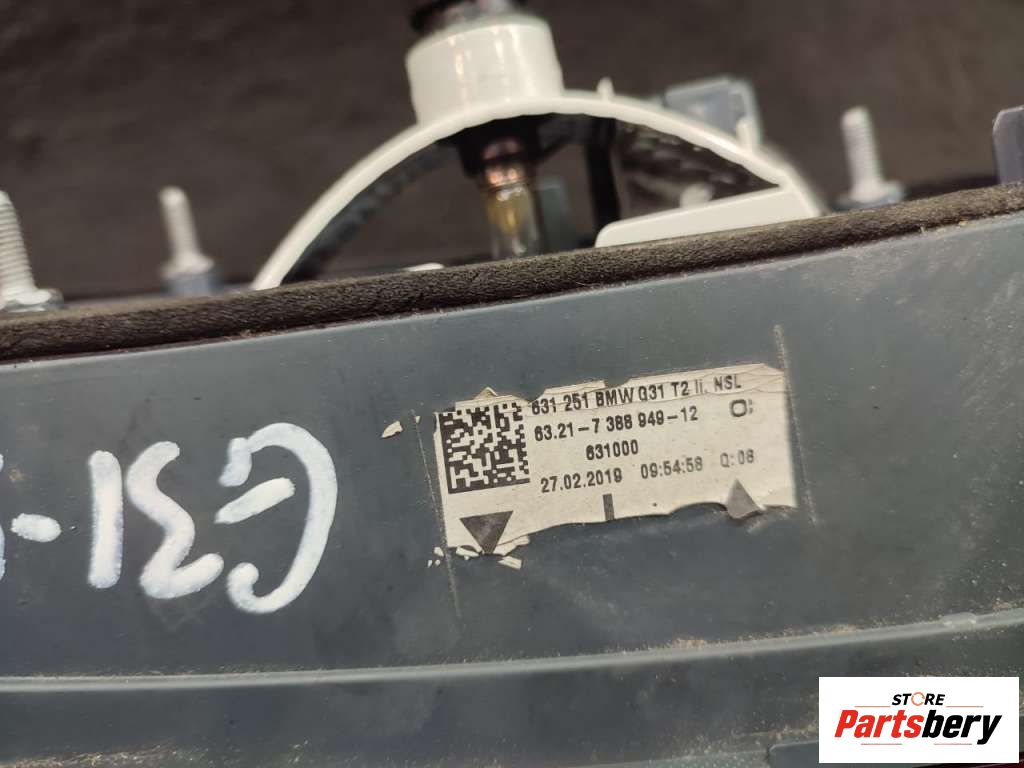 631 251 BMW G31 T2 li. NSL
63.21-7 388 949-12
631000
27.02.2019 09:54:58 Q:08
G31-
STORE
Partsbery